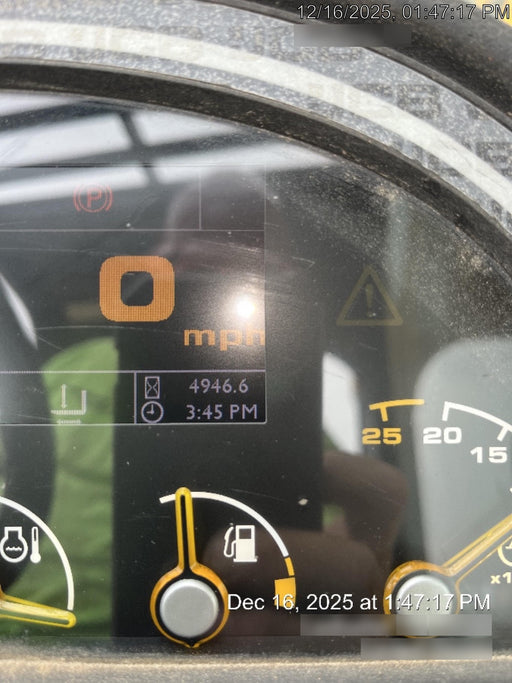 12/16/2025, 01:47:17 PM
P
0
mph
4946.6
3:45 PM
25 20 15
Dec 16, 2025 at 1:47:17 PM